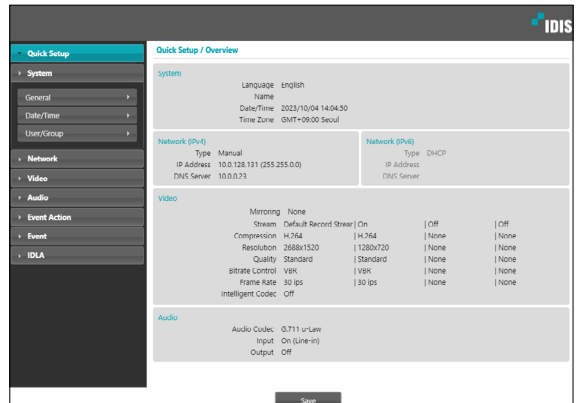 IDIS
Quick Setup
System
General
Date/Time
User/Group
Network
Video
Audio
Event Action
Event
IDLA
Quick Setup / Overview
System
Language English
Name
Date/Time 2023/10/04 14:04:50
Time Zone GMT+09:00 Seoul
Network (IPv4)
Type Manual
IP Address 10.0.128.131 (255.255.0.0)
DNS Server 10.0.0.23
Network (IPv6)
Type DHCP
IP Address
DNS Server
Video
Mirroring None
Stream Default Record Strear | On | Off | Off
Compression H.264 | H.264 | None | None
Resolution 2688x1520 | 1280x720 | None | None
Quality Standard | Standard | None | None
Bitrate Control VBR | VBR | None | None
Frame Rate 30 ips | 30 ips | None | None
Intelligent Codec Off
Audio
Audio Codec G.711 u-Law
Input On (Line-in)
Output Off
Save